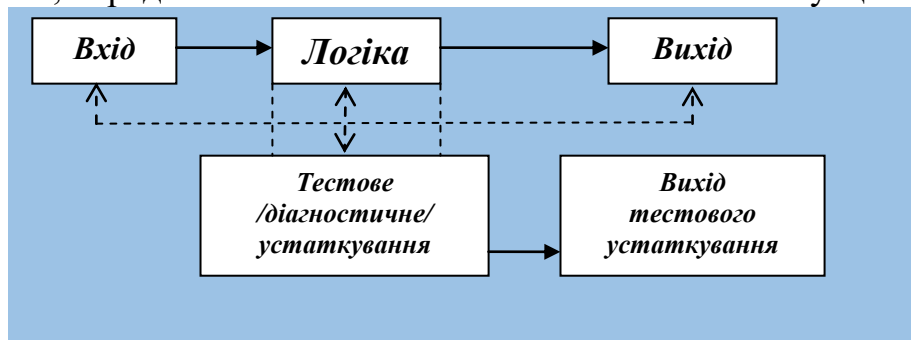 Вхід
Логіка
Вихід
Тестове
/діагностичне/
устаткування
Вихід
тестового
устаткування